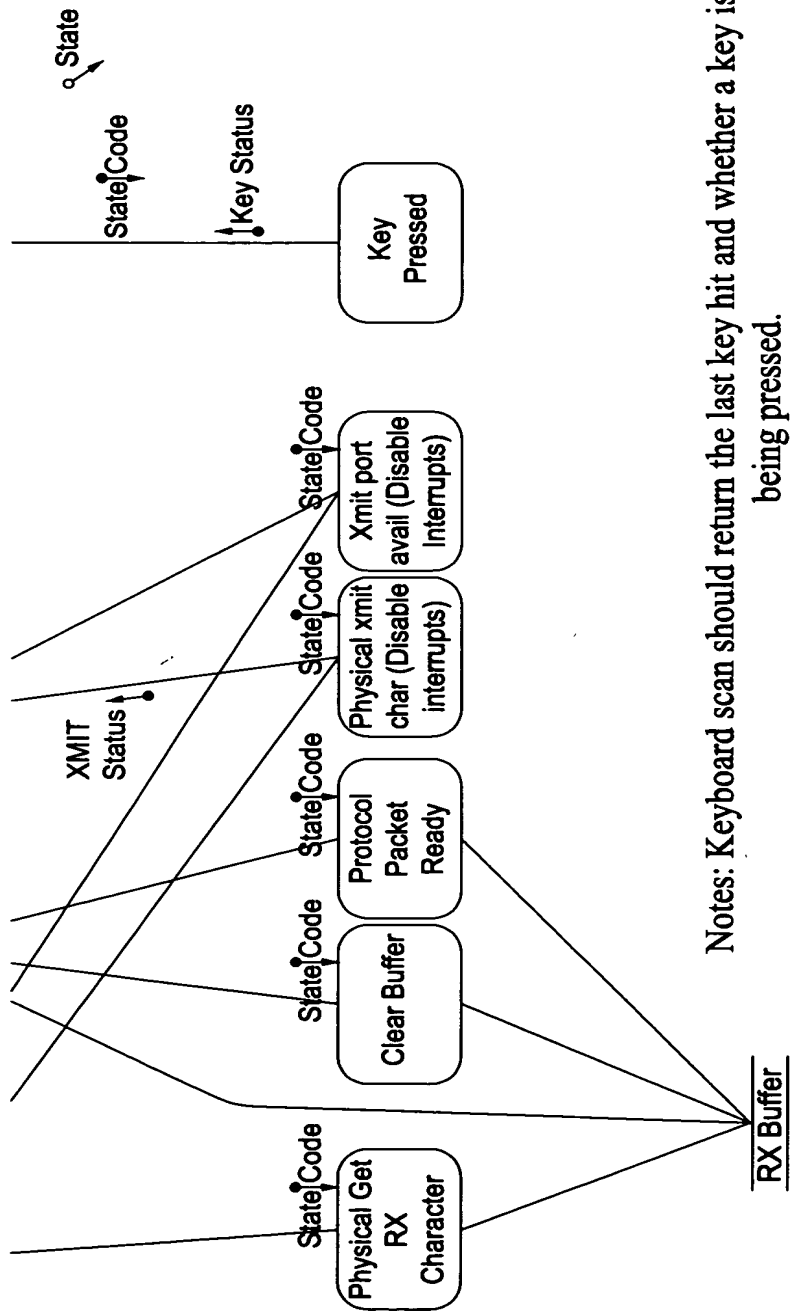 State
State Code
Key Status
Key
Pressed
State Code
Xmit port
avail (Disable
Interrupts)
State Code
Physical xmit
char (Disable
interrupts)
XMIT
Status
State Code
Protocol
Packet
Ready
State Code
Clear Buffer
State Code
Physical Get
RX
Character
RX Buffer
Notes: Keyboard scan should return the last key hit and whether a key is
being pressed.